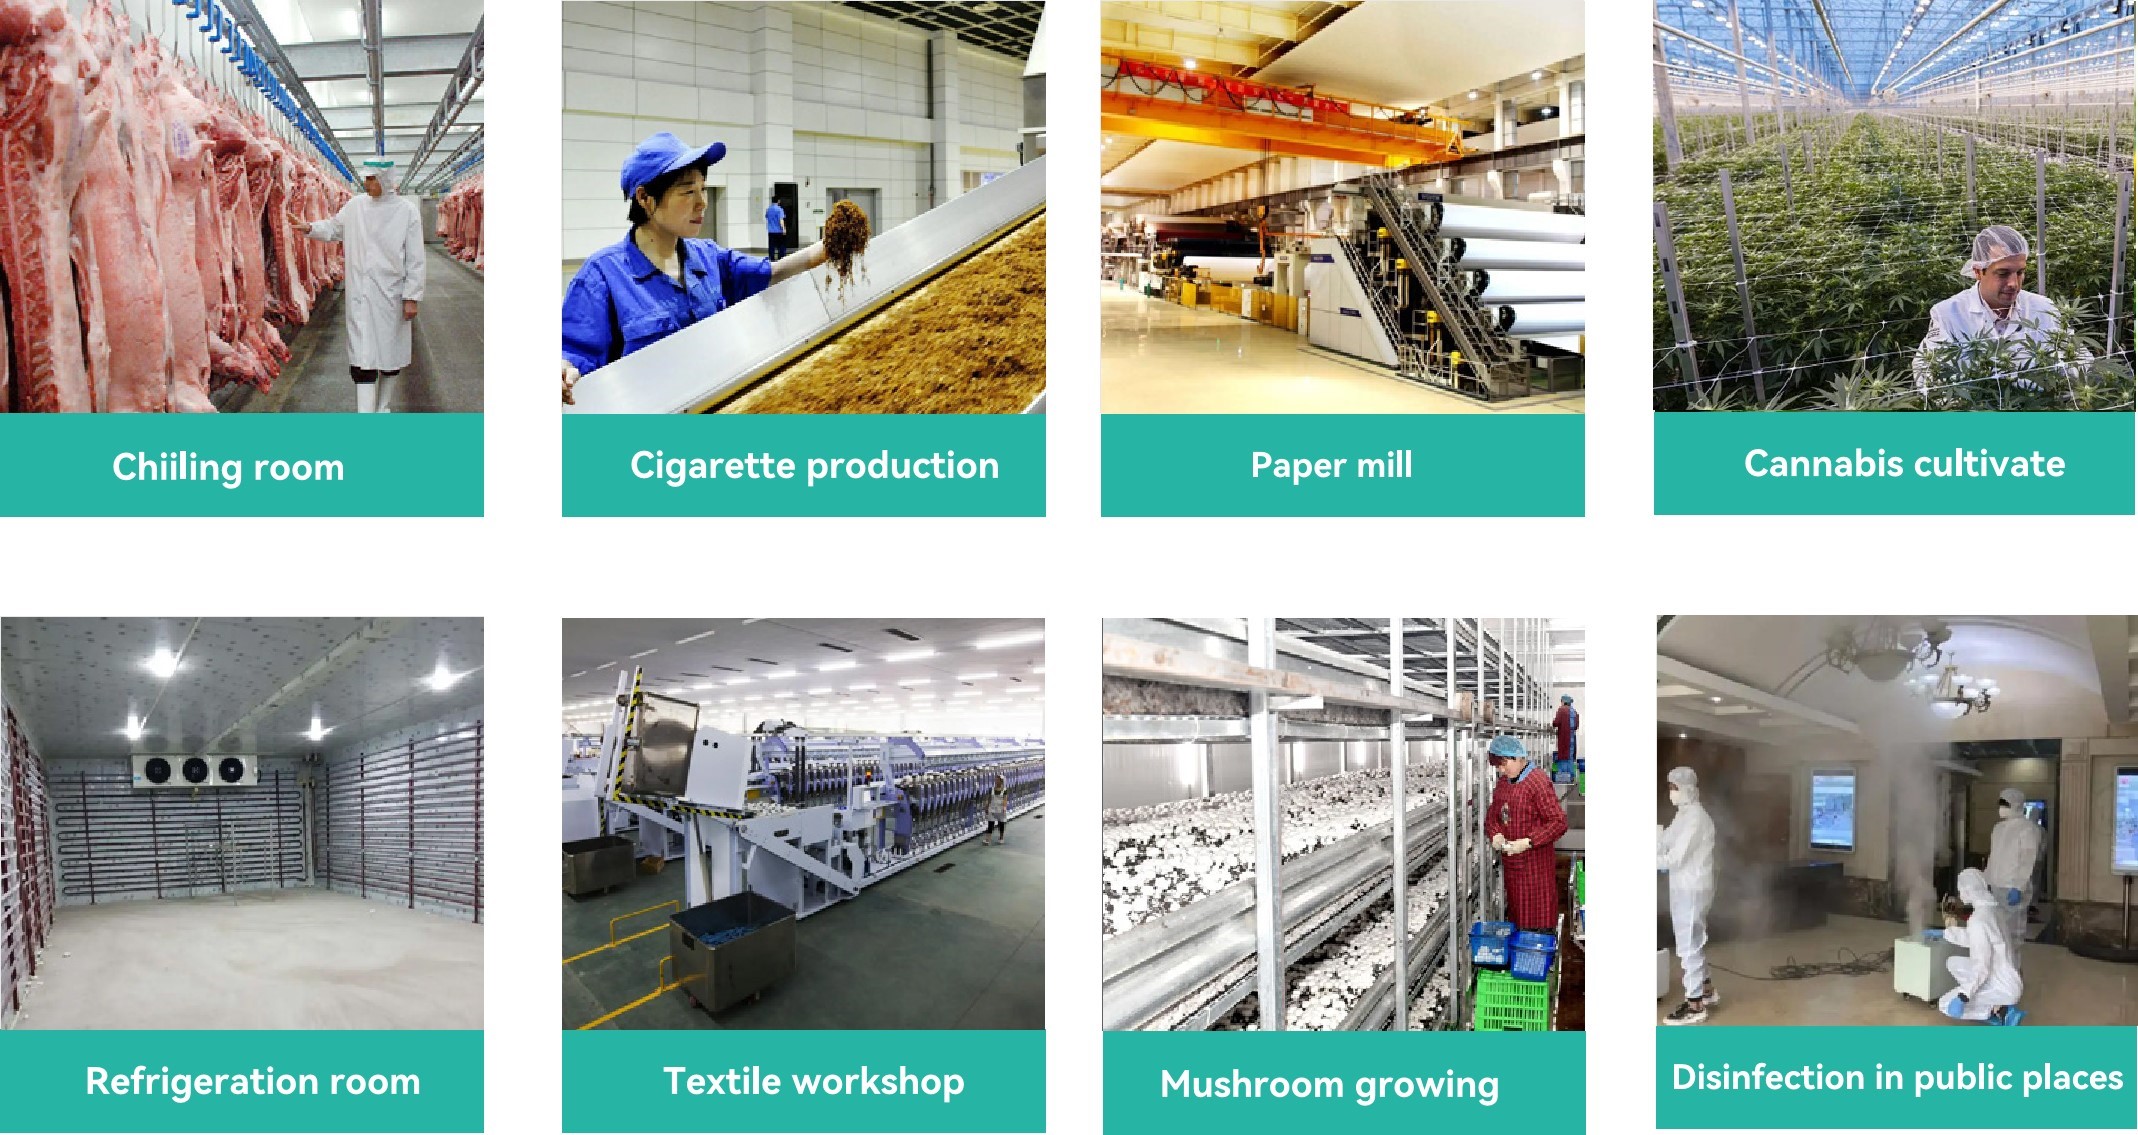 Chiiling room
Cigarette production
Paper mill
Cannabis cultivate
Refrigeration room
Textile workshop
Mushroom growing
Disinfection in public places